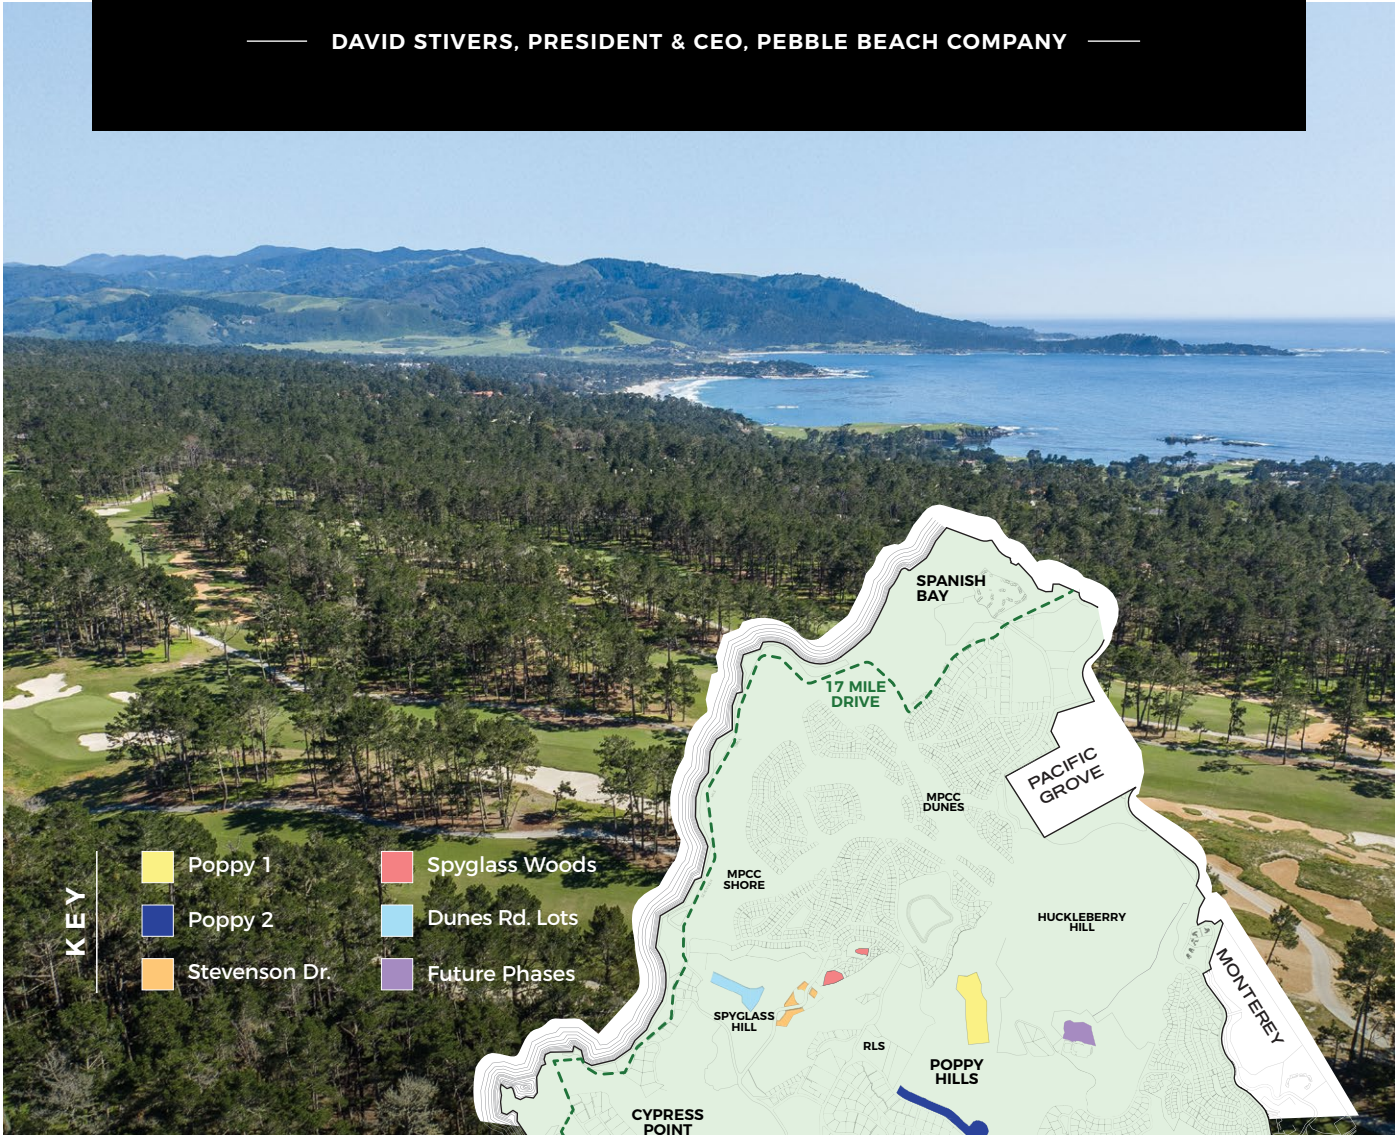 DAVID STIVERS, PRESIDENT & CEO, PEBBLE BEACH COMPANY
SPANISH
BAY
17 MILE
DRIVE
PACIFIC
GROVE
MPCC
DUNES
MPCC
SHORE
HUCKLEBERRY
HILL
MONTEREY
SPYGLASS
HILL
RLS
POPPY
HILLS
CYPRESS
POINT
KEY
Poppy 1
Poppy 2
Stevenson Dr.
Spyglass Woods
Dunes Rd. Lots
Future Phases